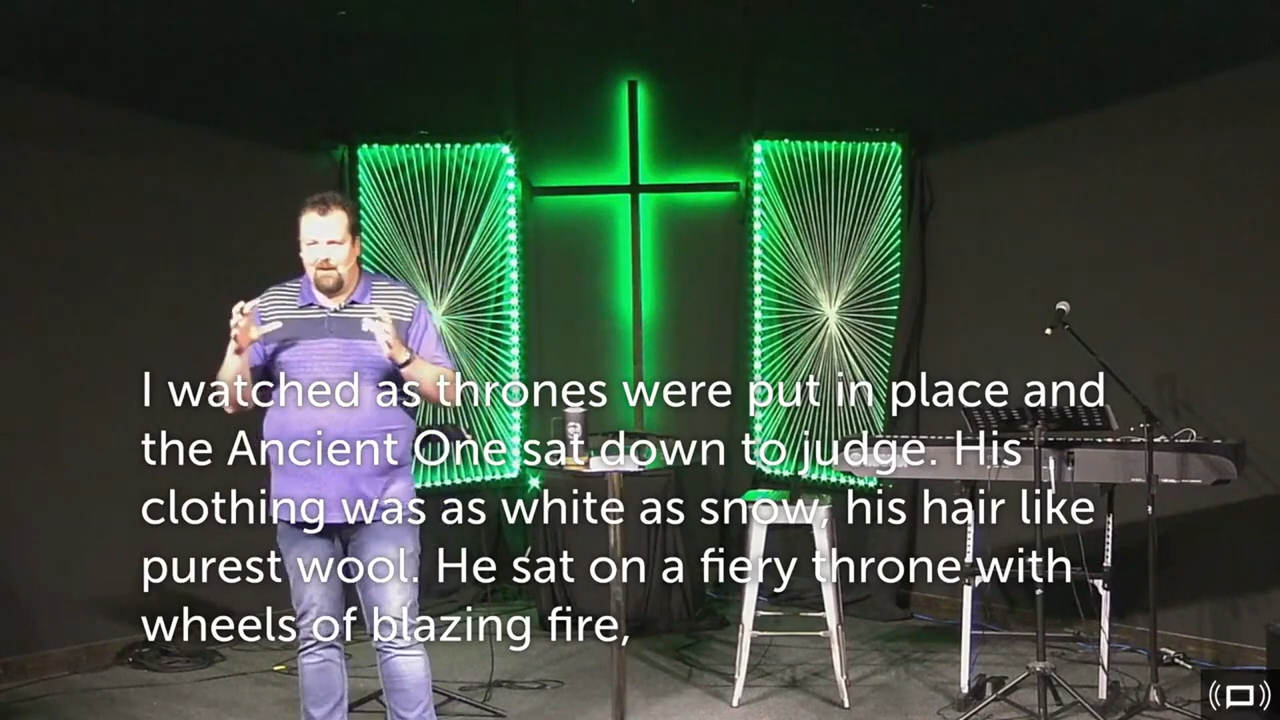 I watched as thrones were put in place and
the Ancient One sat down to judge. His
clothing was as white as snow, his hair like
purest wool. He sat on a fiery throne with
wheels of blazing fire,